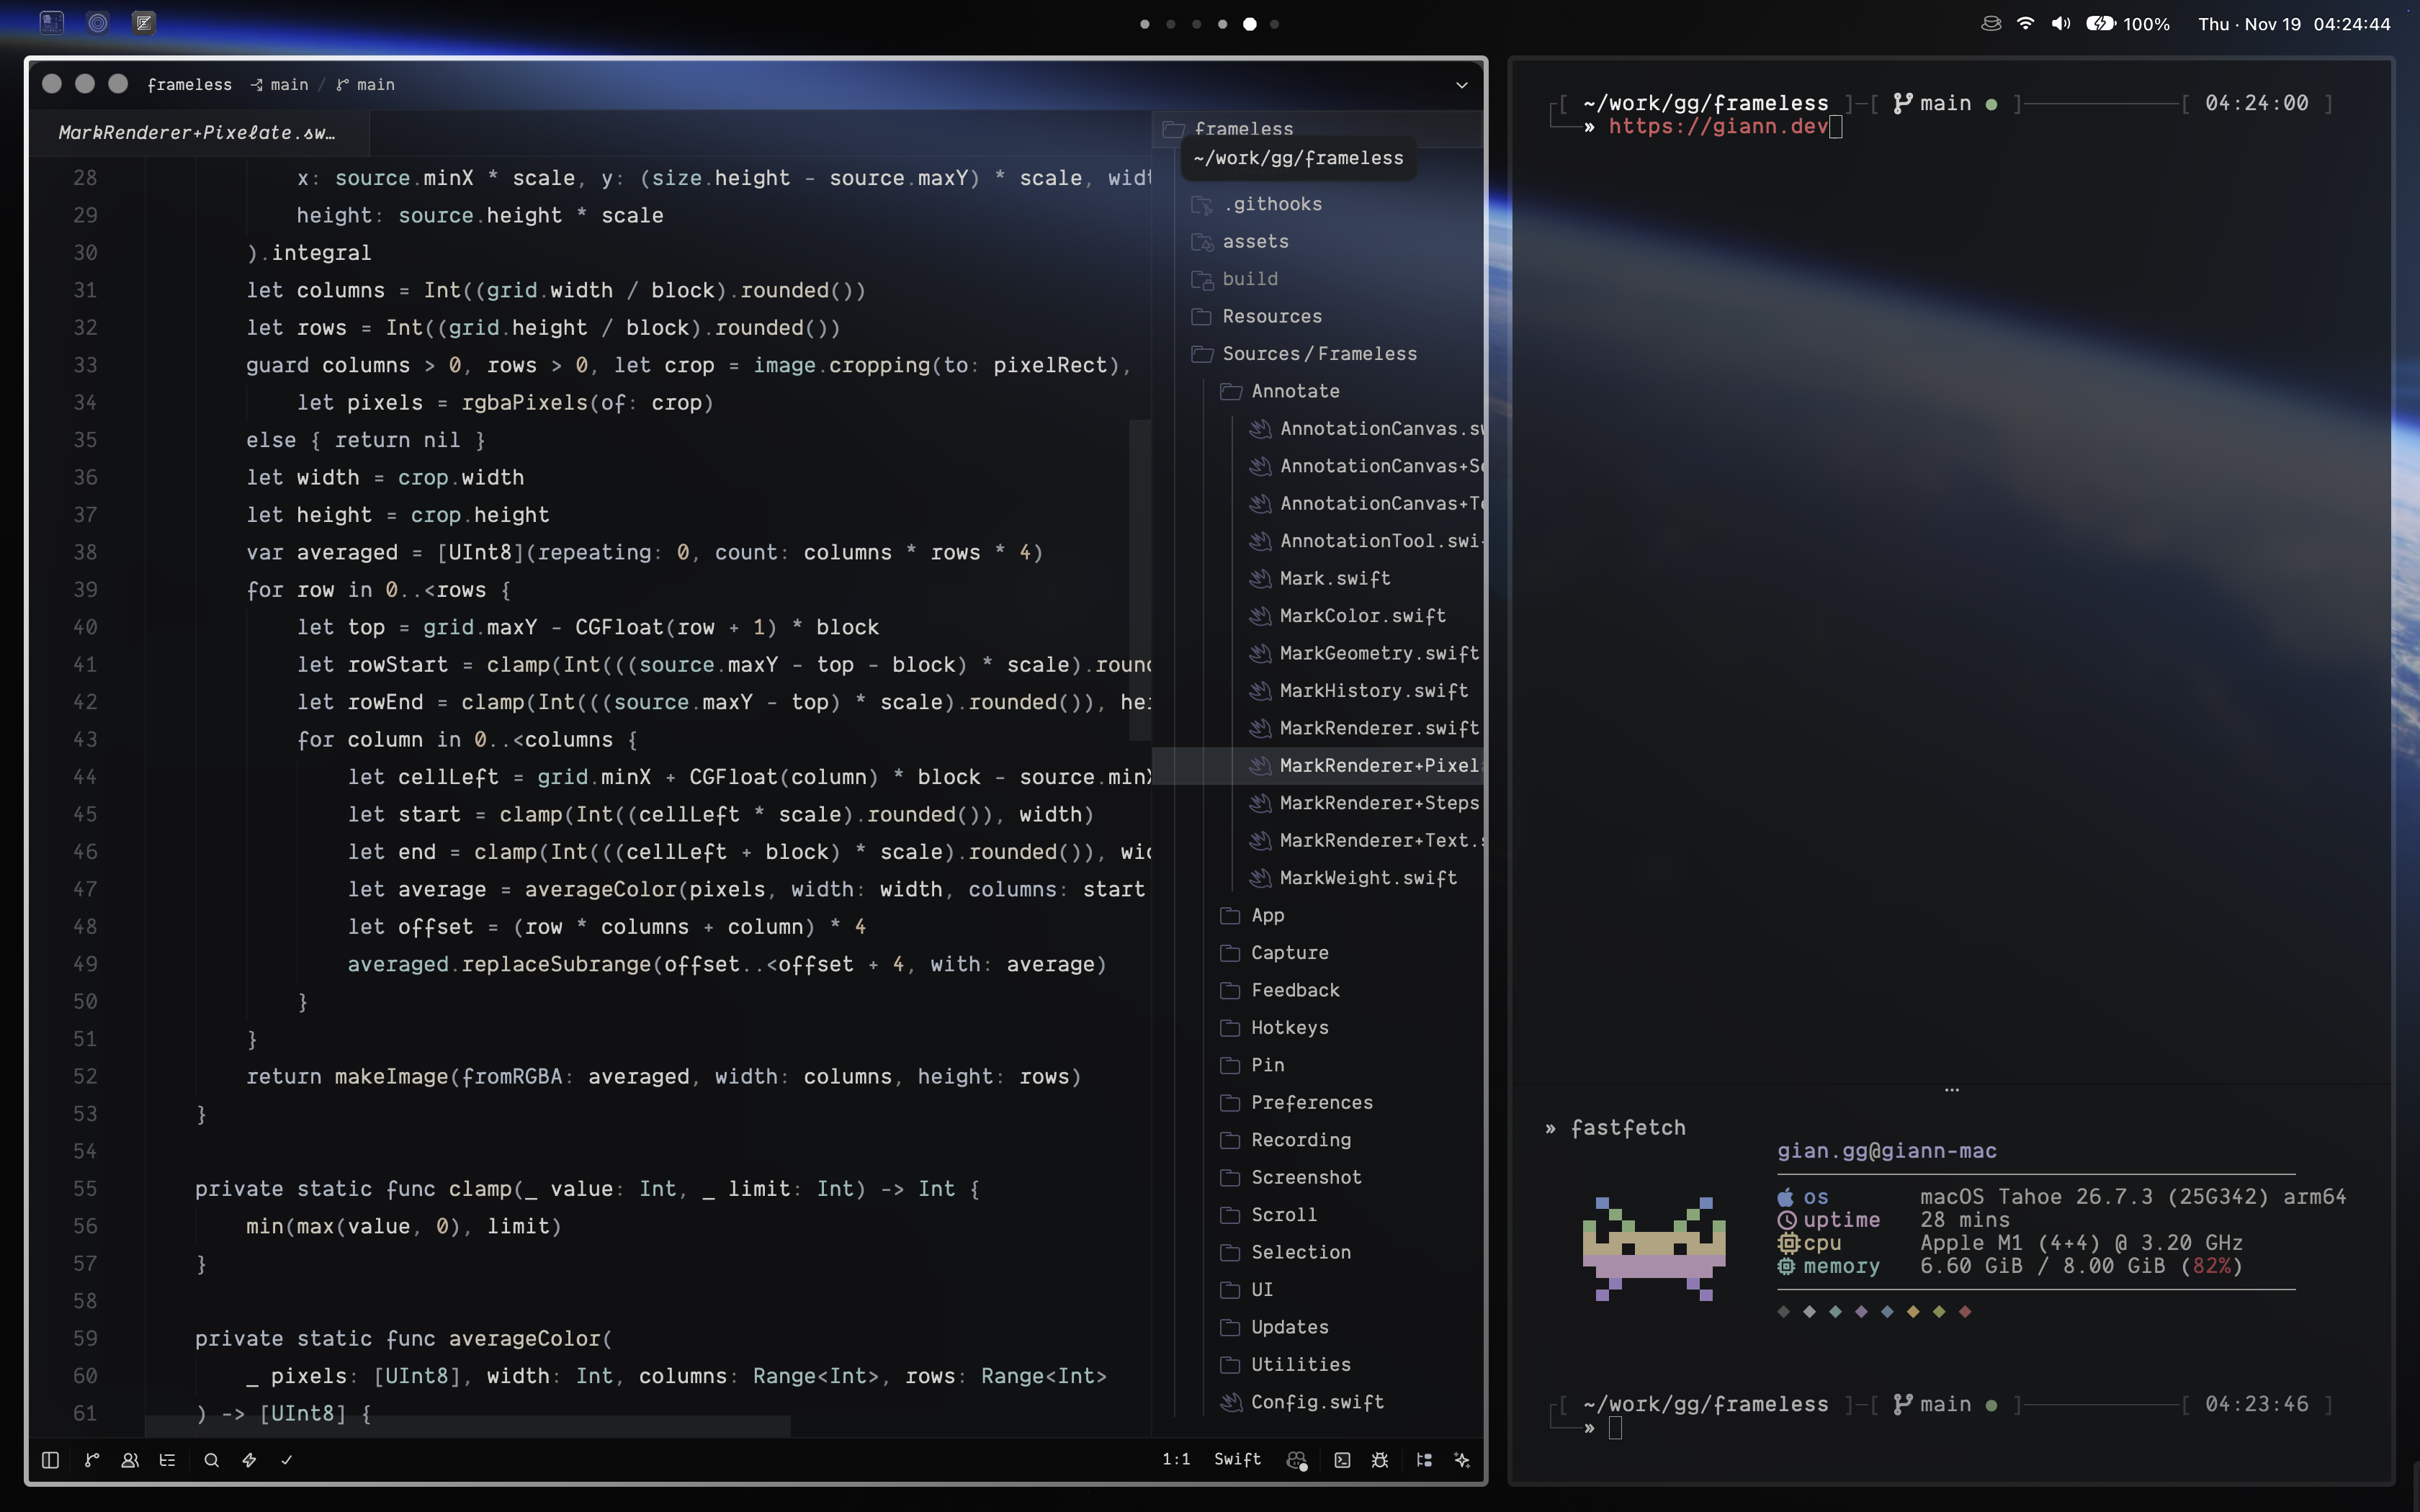 100% Thu · Nov 19 04:24:44
frameless main / main
MarkRenderer+Pixelate.sw…
28 x: source.minX * scale, y: (size.height - source.maxY) * scale, widt
29 height: source.height * scale
30 ).integral
31 let columns = Int((grid.width / block).rounded())
32 let rows = Int((grid.height / block).rounded())
33 guard columns > 0, rows > 0, let crop = image.cropping(to: pixelRect),
34 let pixels = rgbaPixels(of: crop)
35 else { return nil }
36 let width = crop.width
37 let height = crop.height
38 var averaged = [UInt8](repeating: 0, count: columns * rows * 4)
39 for row in 0..<rows {
40 let top = grid.maxY - CGFloat(row + 1) * block
41 let rowStart = clamp(Int(((source.maxY - top - block) * scale).roun
42 let rowEnd = clamp(Int(((source.maxY - top) * scale).rounded()), hei
43 for column in 0..<columns {
44 let cellLeft = grid.minX + CGFloat(column) * block - source.minX
45 let start = clamp(Int((cellLeft * scale).rounded()), width)
46 let end = clamp(Int(((cellLeft + block) * scale).rounded()), wid
47 let average = averageColor(pixels, width: width, columns: start
48 let offset = (row * columns + column) * 4
49 averaged.replaceSubrange(offset..<offset + 4, with: average)
50 }
51 }
52 return makeImage(fromRGBA: averaged, width: columns, height: rows)
53 }
54
55 private static func clamp(_ value: Int, _ limit: Int) -> Int {
56 min(max(value, 0), limit)
57 }
58
59 private static func averageColor(
60 _ pixels: [UInt8], width: Int, columns: Range<Int>, rows: Range<Int>
61 ) -> [UInt8] {
frameless
~/work/gg/frameless
.githooks
assets
build
Resources
Sources/Frameless
Annotate
AnnotationCanvas.sw
AnnotationCanvas+Se
AnnotationCanvas+Te
AnnotationTool.swi
Mark.swift
MarkColor.swift
MarkGeometry.swift
MarkHistory.swift
MarkRenderer.swift
MarkRenderer+Pixel
MarkRenderer+Steps
MarkRenderer+Text.s
MarkWeight.swift
App
Capture
Feedback
Hotkeys
Pin
Preferences
Recording
Screenshot
Scroll
Selection
UI
Updates
Utilities
Config.swift
1:1 Swift
[ ~/work/gg/frameless ]-[ main ● ]——[ 04:24:00 ]
» https://giann.dev
…
» fastfetch
gian.gg@giann-mac
os macOS Tahoe 26.7.3 (25G342) arm64
uptime 28 mins
cpu Apple M1 (4+4) @ 3.20 GHz
memory 6.60 GiB / 8.00 GiB (82%)
[ ~/work/gg/frameless ]-[ main ● ]——[ 04:23:46 ]
»